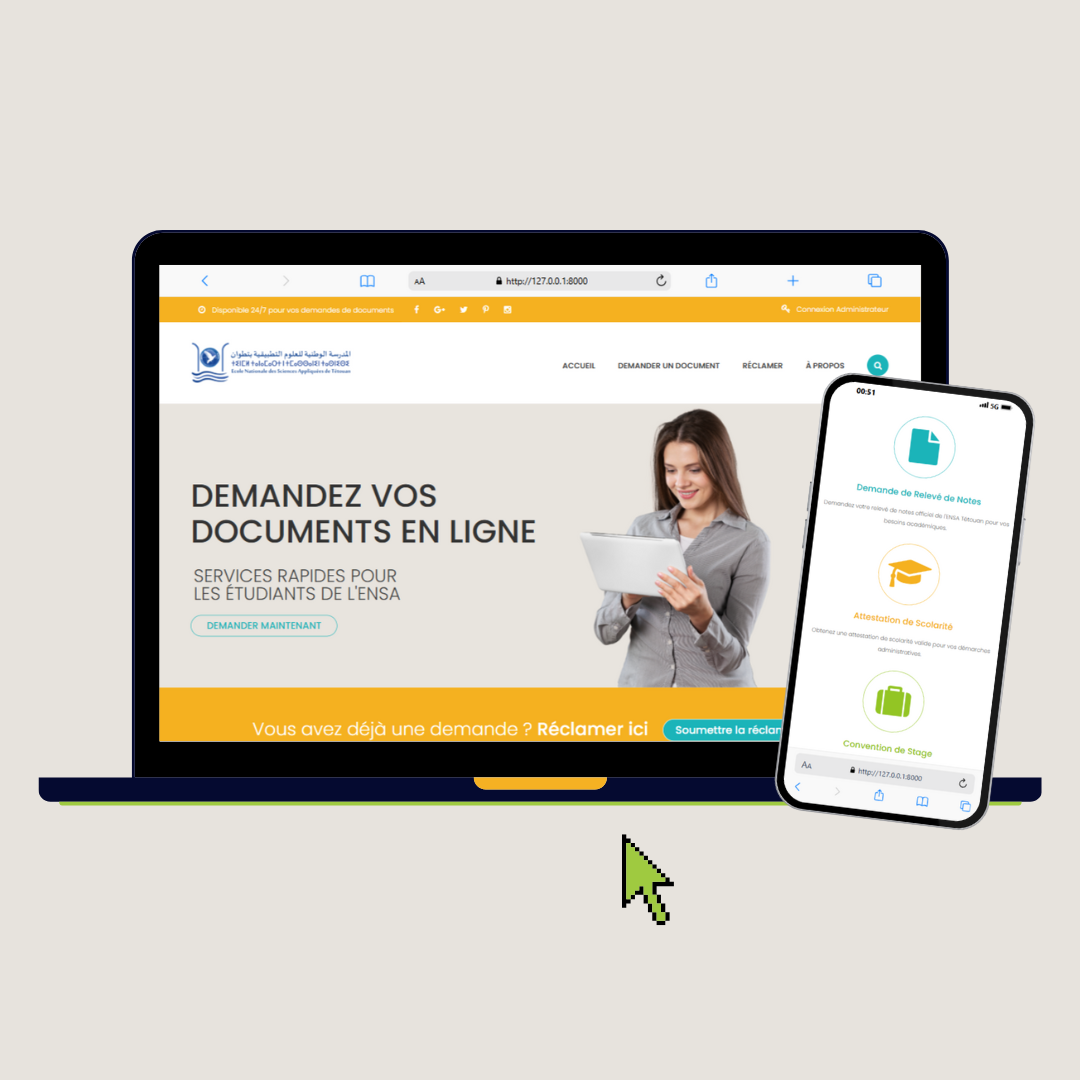 AA
http://127.0.0.1:8000
Disponible 24/7 pour vos demandes de documents
Connexion Administrateur
المدرسة الوطنية للعلوم التطبيقية بتطوان
Ecole Nationale des Sciences Appliquées de Tétouan
ACCUEIL DEMANDER UN DOCUMENT RÉCLAMER À PROPOS
DEMANDEZ VOS
DOCUMENTS EN LIGNE
SERVICES RAPIDES POUR
LES ÉTUDIANTS DE L'ENSA
DEMANDER MAINTENANT
Vous avez déjà une demande ? Réclamer ici
Soumettre la réclan
00:51
5G
Demande de Relevé de Notes
Demandez votre relevé de notes officiel de l'ENSA Tétouan pour vos
besoins académiques.
Attestation de Scolarité
Obtenez une attestation de scolarité valide pour vos démarches
administratives.
Convention de Stage
AA
http://127.0.0.1:8000